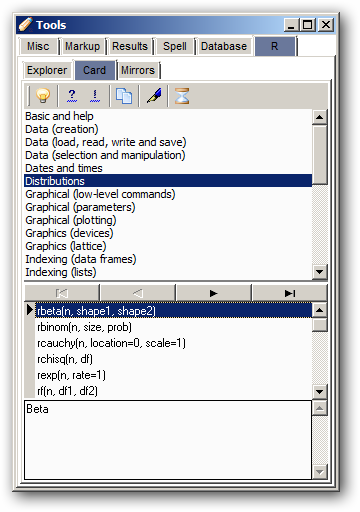 Tools
Misc Markup Results Spell Database R
Explorer Card Mirrors
? !
Basic and help
Data (creation)
Data (load, read, write and save)
Data (selection and manipulation)
Dates and times
Distributions
Graphical (low-level commands)
Graphical (parameters)
Graphical (plotting)
Graphics (devices)
Graphics (lattice)
Indexing (data frames)
Indexing (lists)
rbeta(n, shape1, shape2)
rbinom(n, size, prob)
rcauchy(n, location=0, scale=1)
rchisq(n, df)
rexp(n, rate=1)
rf(n, df1, df2)
Beta